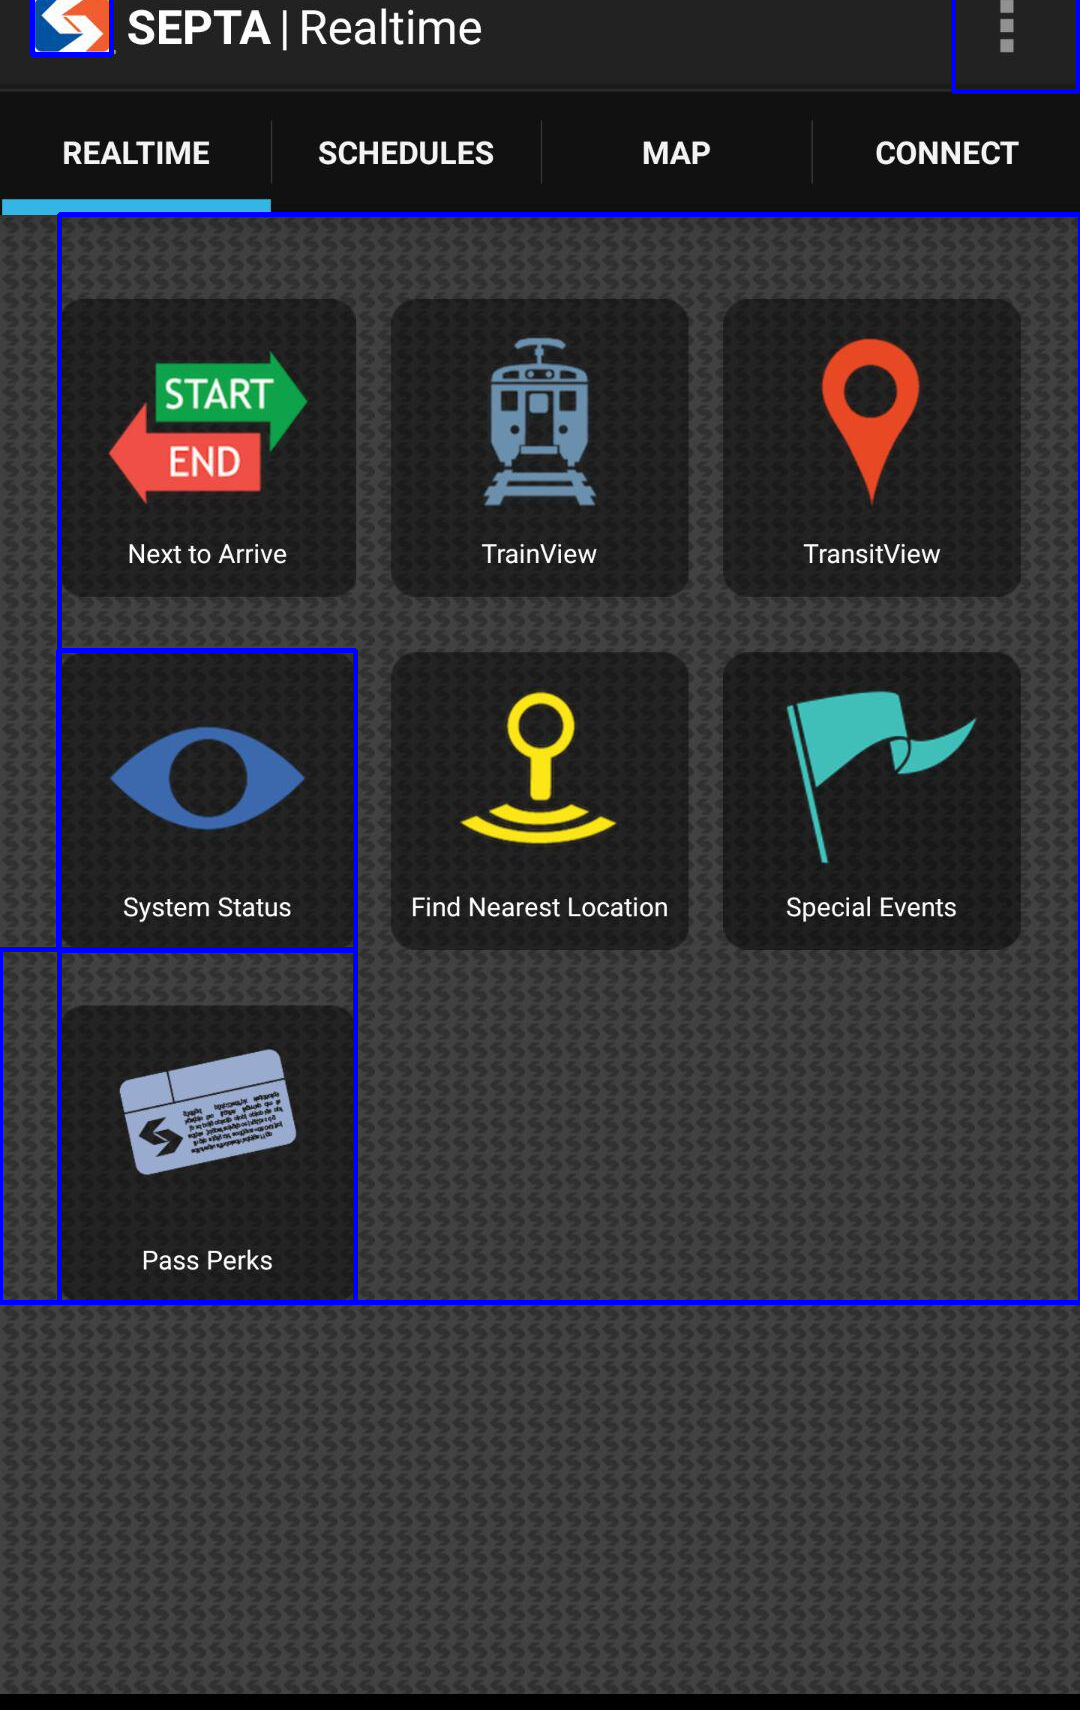 SEPTA | Realtime
REALTIME SCHEDULES MAP CONNECT
START
END
Next to Arrive TrainView TransitView
System Status Find Nearest Location Special Events
Pass Perks